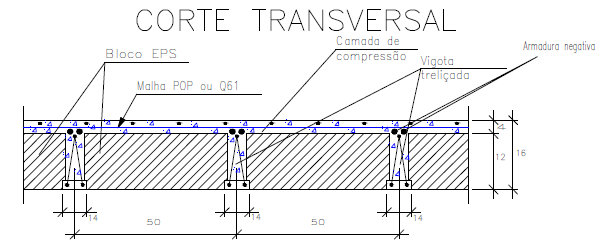 CORTE TRANSVERSAL
Bloco EPS
Camada de
compressão
Vigota
treliçada
Armadura negativa
Malha POP ou Q61
4
12
16
14
14
14
50
50